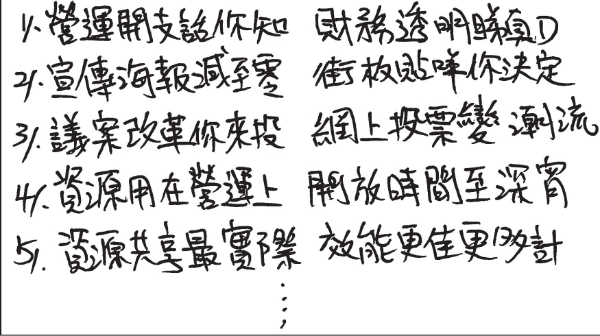 1/. 營運開支話你知 財務透明睇真D
2/. 宣傳海報減至零 街板貼咩你決定
3/. 議案改革你來投 網上投票變潮流
4/. 資源用在營運上 開放時間至深宵
5/. 資源共享最實際 效能更佳更多計
⋮